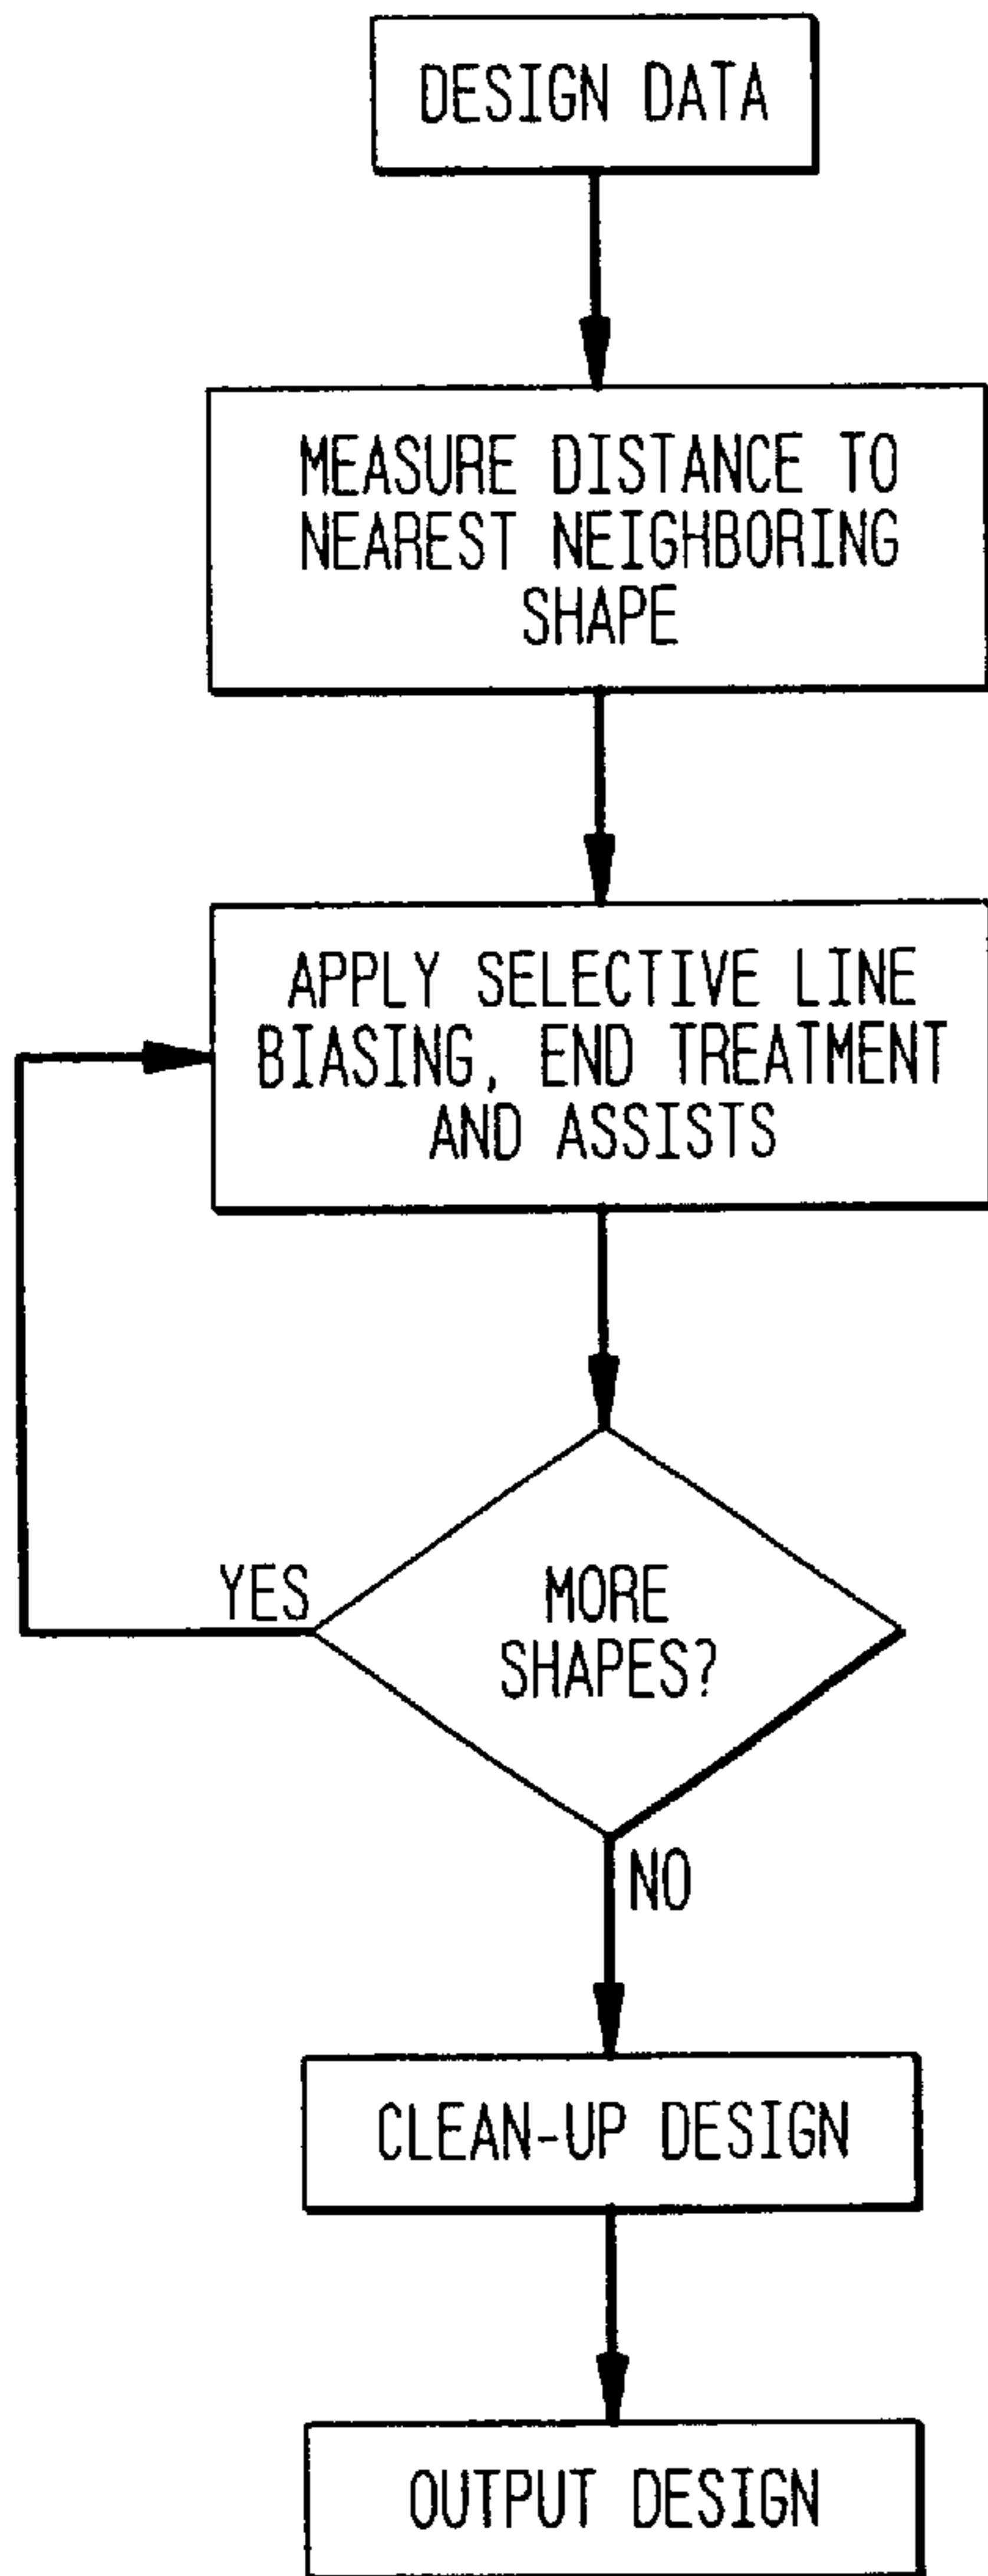 DESIGN DATA
MEASURE DISTANCE TO
NEAREST NEIGHBORING
SHAPE
APPLY SELECTIVE LINE
BIASING, END TREATMENT
AND ASSISTS
YES
MORE
SHAPES?
NO
CLEAN-UP DESIGN
OUTPUT DESIGN